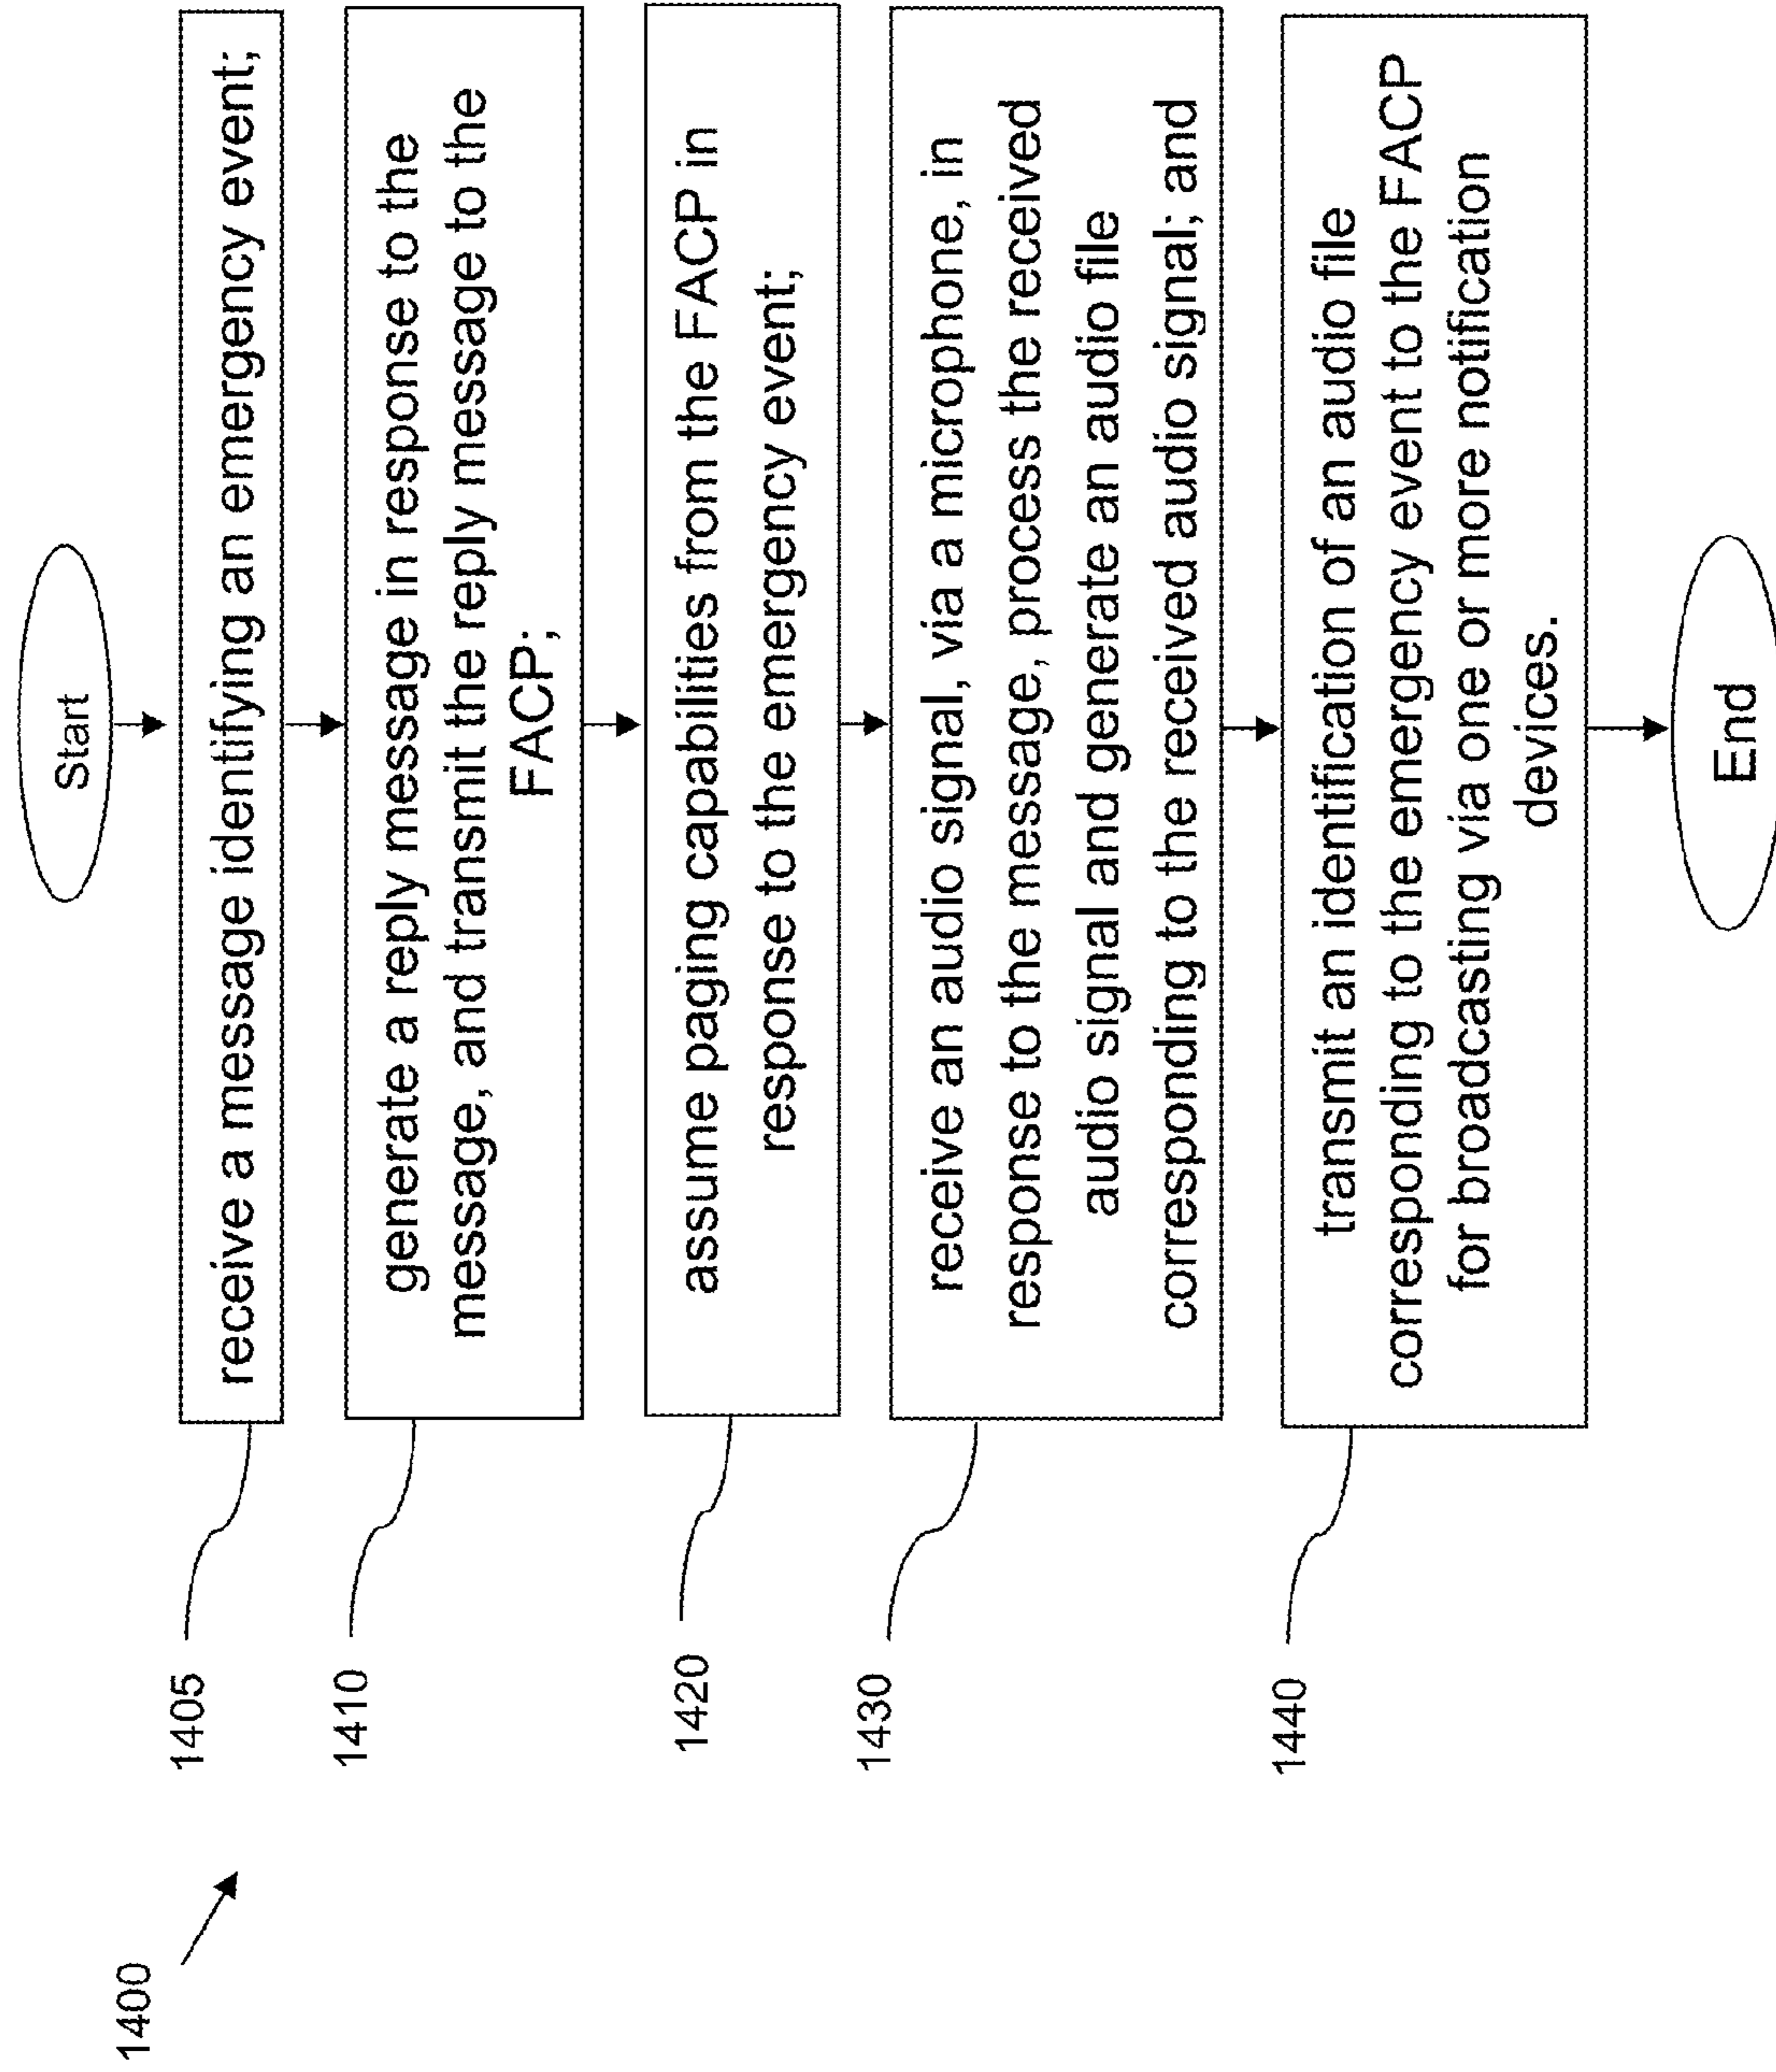 1400
Start
1405
receive a message identifying an emergency event;
1410
generate a reply message in response to the
message, and transmit the reply message to the
FACP;
1420
assume paging capabilities from the FACP in
response to the emergency event;
1430
receive an audio signal, via a microphone, in
response to the message, process the received
audio signal and generate an audio file
corresponding to the received audio signal; and
1440
transmit an identification of an audio file
corresponding to the emergency event to the FACP
for broadcasting via one or more notification
devices.
End